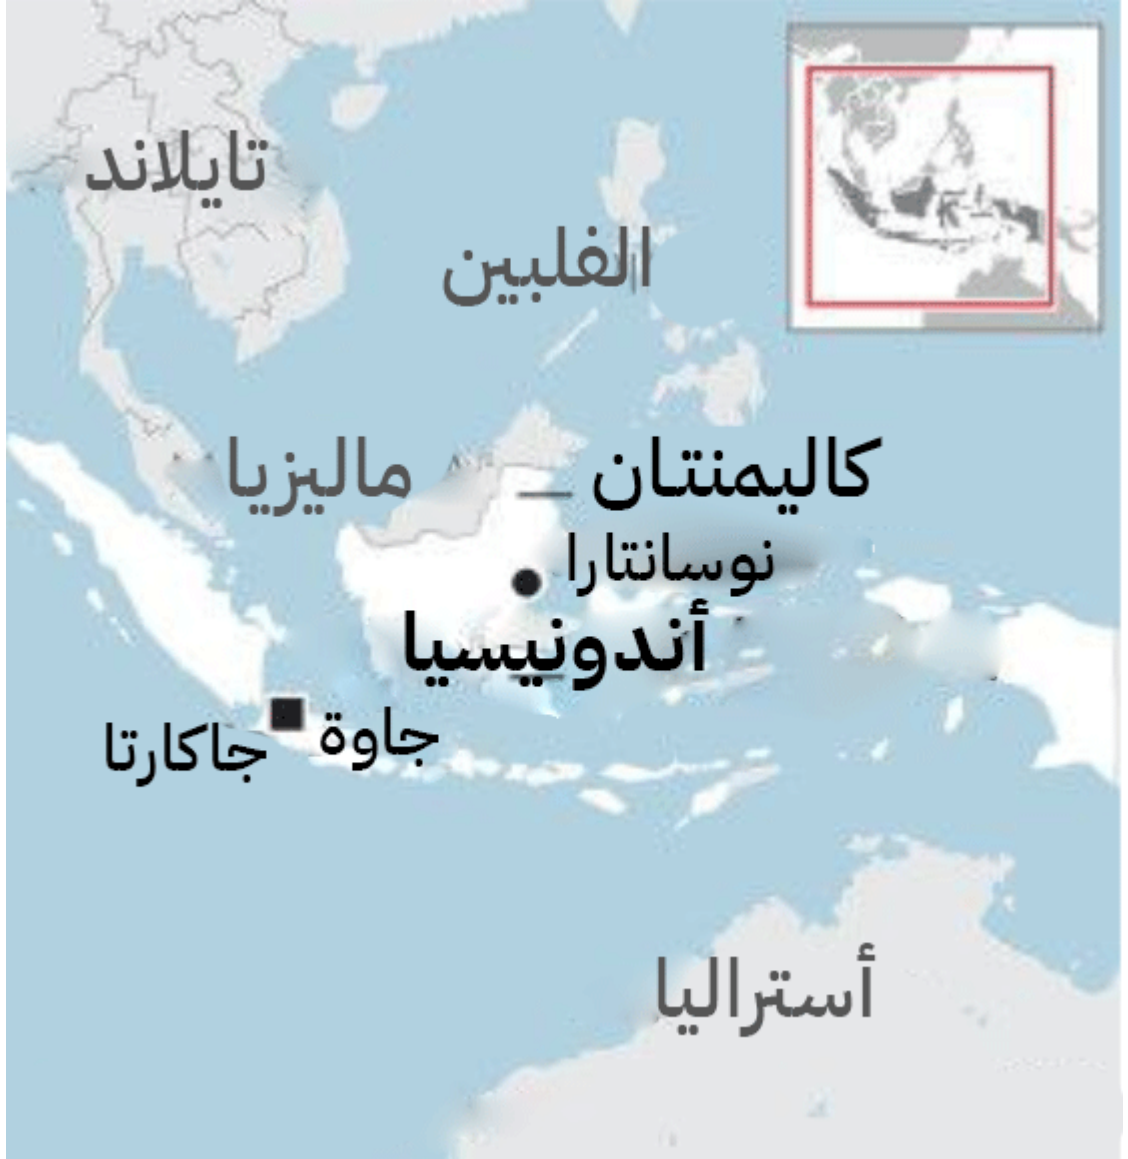 تايلاند
الفلبين
ماليزيا
كاليمنتان
نوسانتارا
أندونيسيا
جاوة
جاكارتا
أستراليا